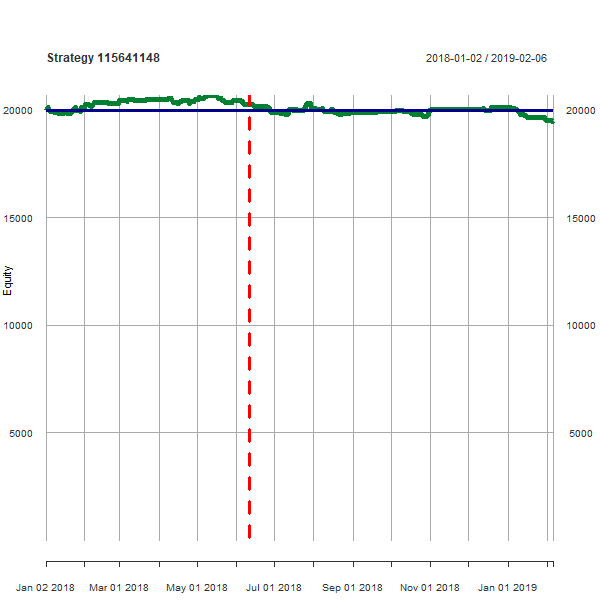 Strategy 115641148
2018-01-02 / 2019-02-06
20000
20000
15000
15000
Equity
10000
10000
5000
5000
Jan 02 2018
Mar 01 2018
May 01 2018
Jul 01 2018
Sep 01 2018
Nov 01 2018
Jan 01 2019